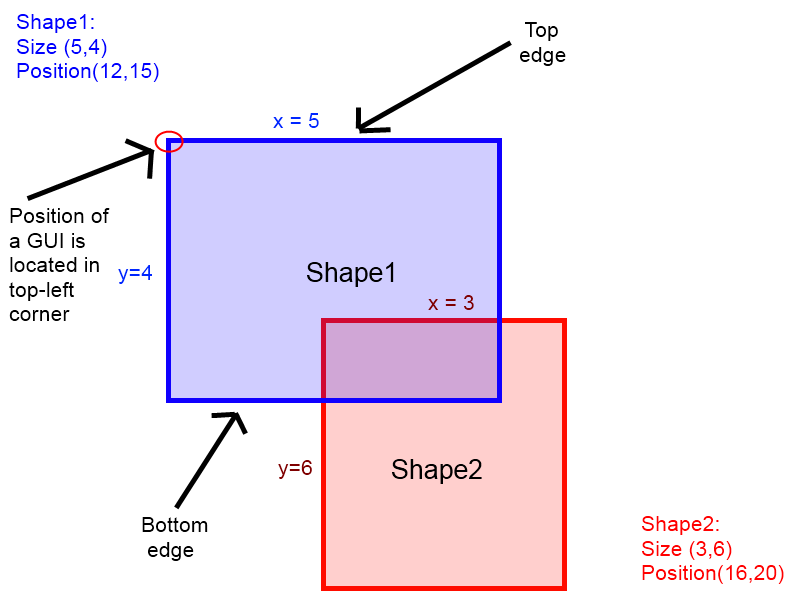 Shape1:
Size (5,4)
Position(12,15)
Top
edge
x = 5
Position of
a GUI is
located in
top-left
corner
y=4
Shape1
x = 3
y=6
Shape2
Bottom
edge
Shape2:
Size (3,6)
Position(16,20)